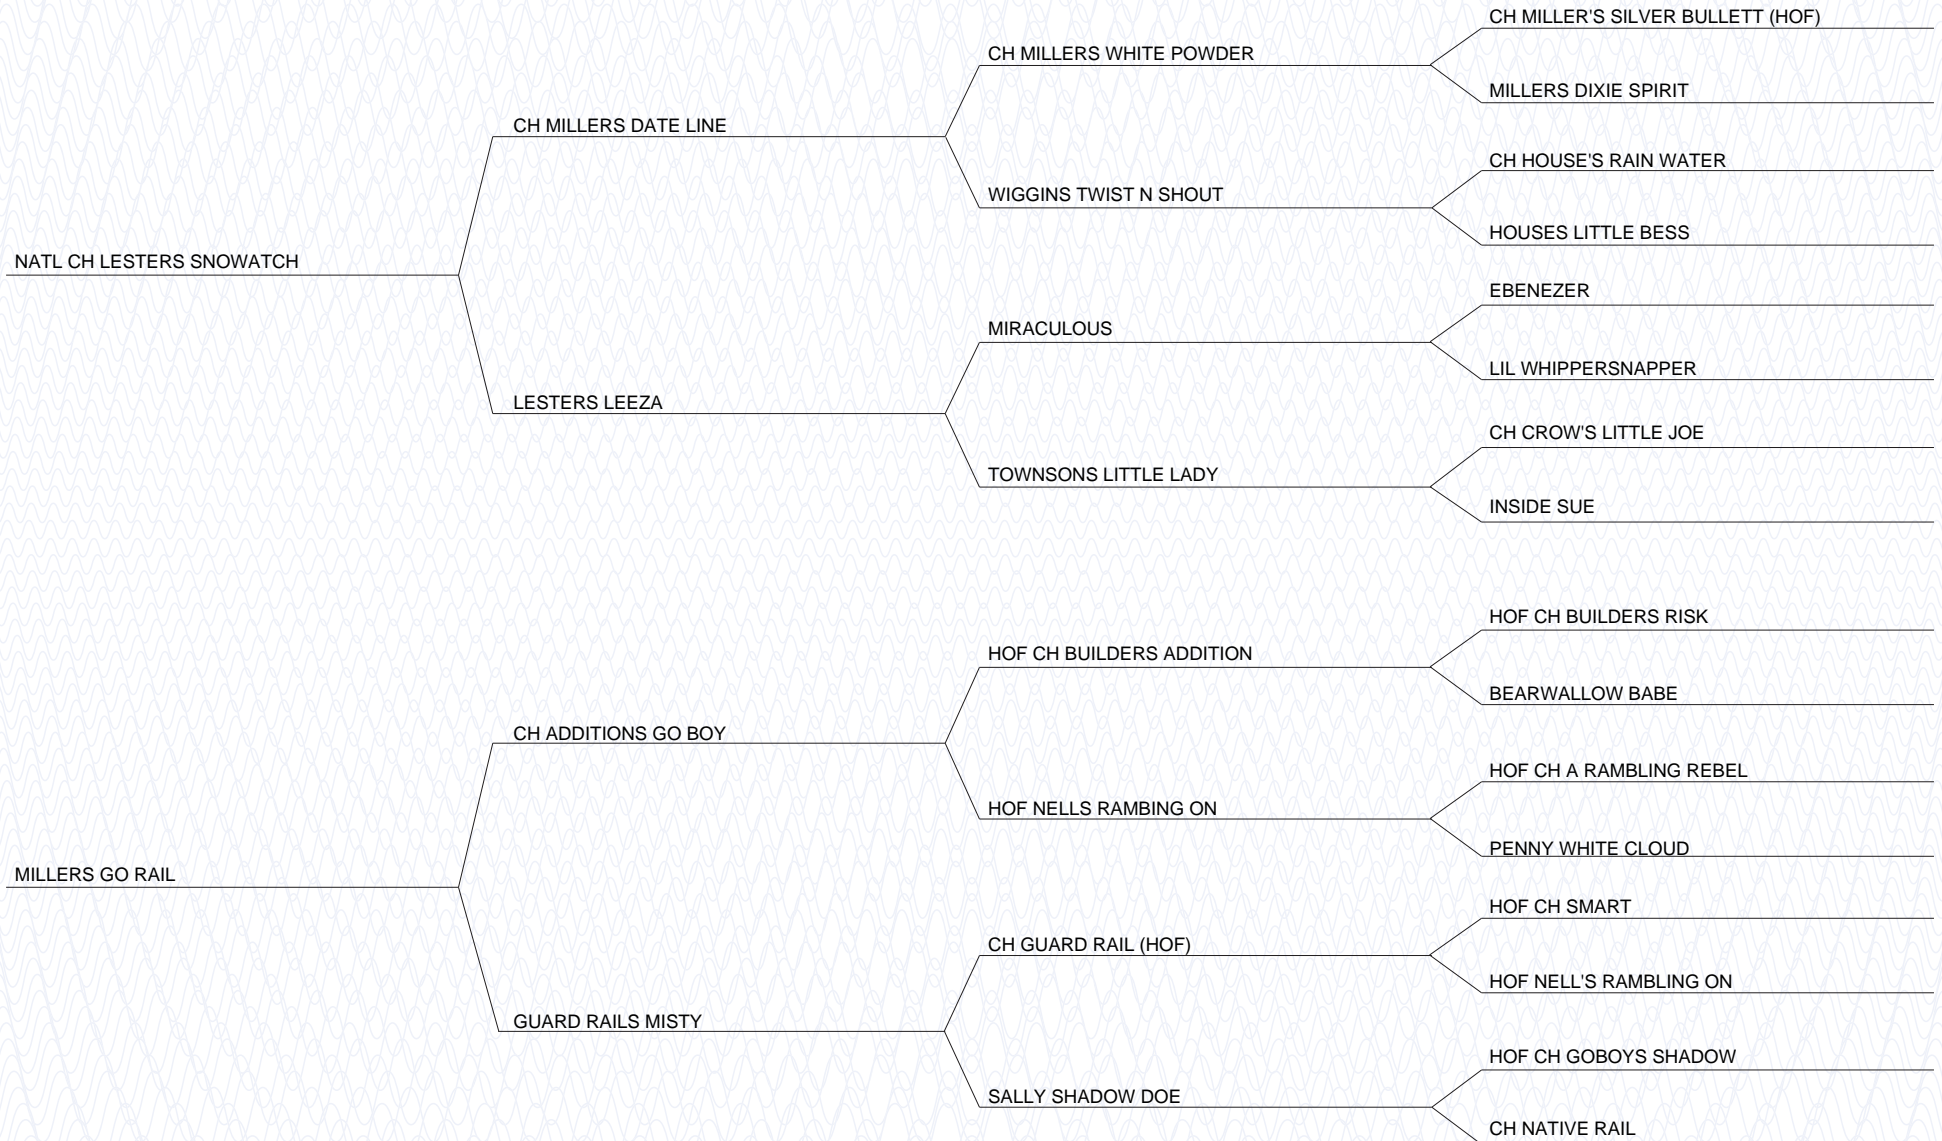 CH MILLER'S SILVER BULLETT (HOF)
CH MILLERS WHITE POWDER
MILLERS DIXIE SPIRIT
CH MILLERS DATE LINE
CH HOUSE'S RAIN WATER
WIGGINS TWIST N SHOUT
HOUSES LITTLE BESS
NATL CH LESTERS SNOWATCH
EBENEZER
MIRACULOUS
LIL WHIPPERSNAPPER
LESTERS LEEZA
CH CROW'S LITTLE JOE
TOWNSONS LITTLE LADY
INSIDE SUE
HOF CH BUILDERS RISK
HOF CH BUILDERS ADDITION
BEARWALLOW BABE
CH ADDITIONS GO BOY
HOF CH A RAMBLING REBEL
HOF NELLS RAMBING ON
PENNY WHITE CLOUD
MILLERS GO RAIL
HOF CH SMART
CH GUARD RAIL (HOF)
HOF NELL'S RAMBLING ON
GUARD RAILS MISTY
HOF CH GOBOYS SHADOW
SALLY SHADOW DOE
CH NATIVE RAIL